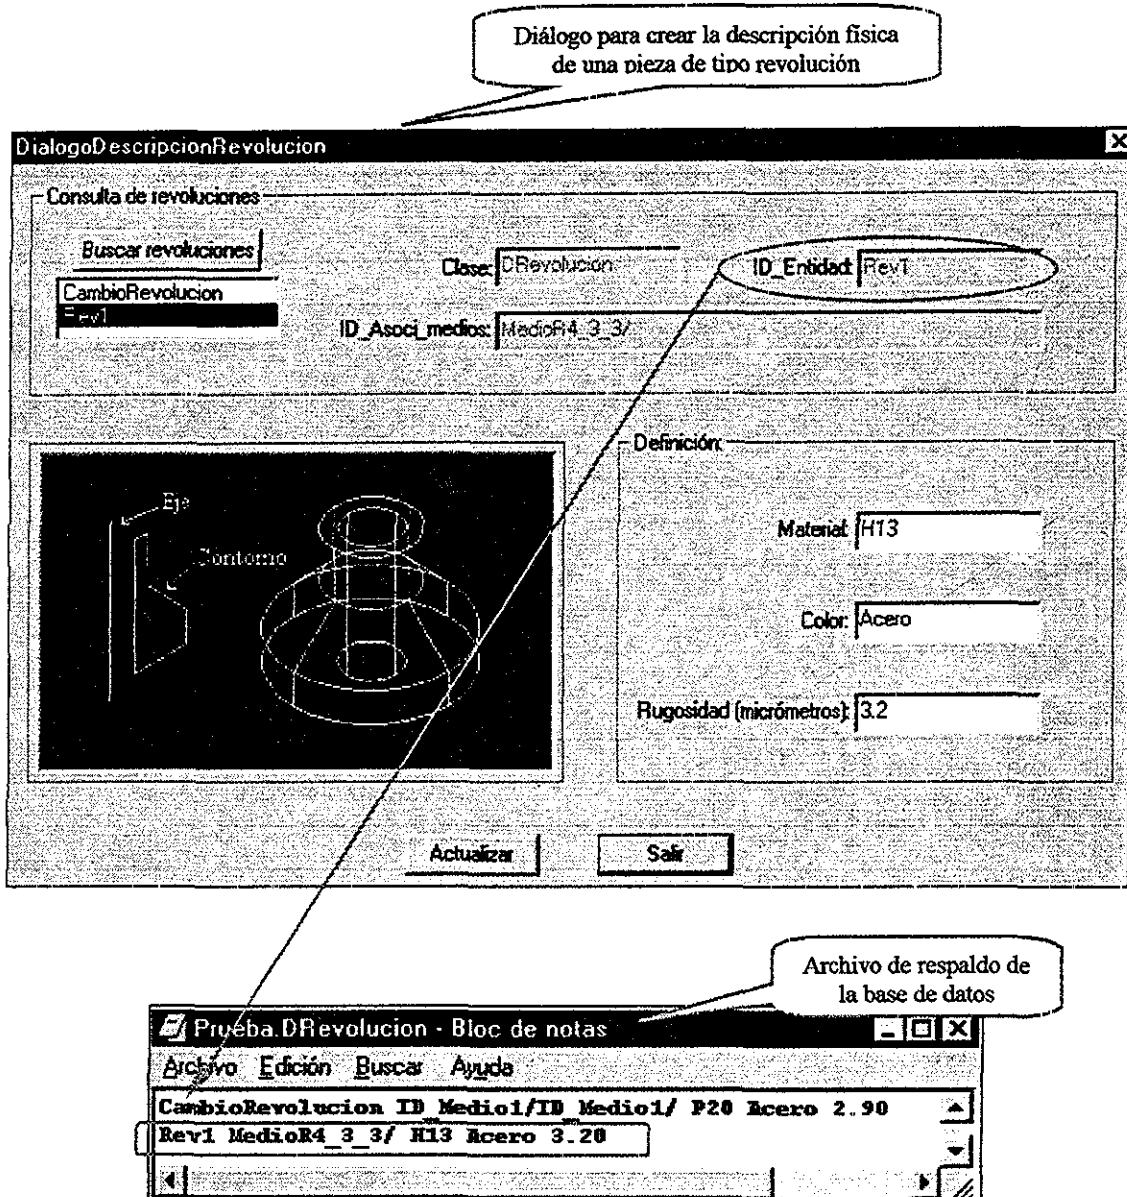 Diálogo para crear la descripción física
de una pieza de tipo revolución
DialogoDescripcionRevolucion
Consulta de revoluciones
Buscar revoluciones
CambioRevolucion
Rev1
Clase: DRevolucion
ID_Entidad: Rev1
ID_Asoci_medios: MedioR4_3_3/
Eje
Contorno
Definición:
Material: H13
Color: Acero
Rugosidad (micrómetros): 3.2
Actualizar
Salir
Archivo de respaldo de
la base de datos
Prueba.DRevolucion - Bloc de notas
Archivo Edición Buscar Ayuda
CambioRevolucion ID_Medio1/ID_Medio1/ P20 Acero 2.90
Rev1 MedioR4_3_3/ H13 Acero 3.20